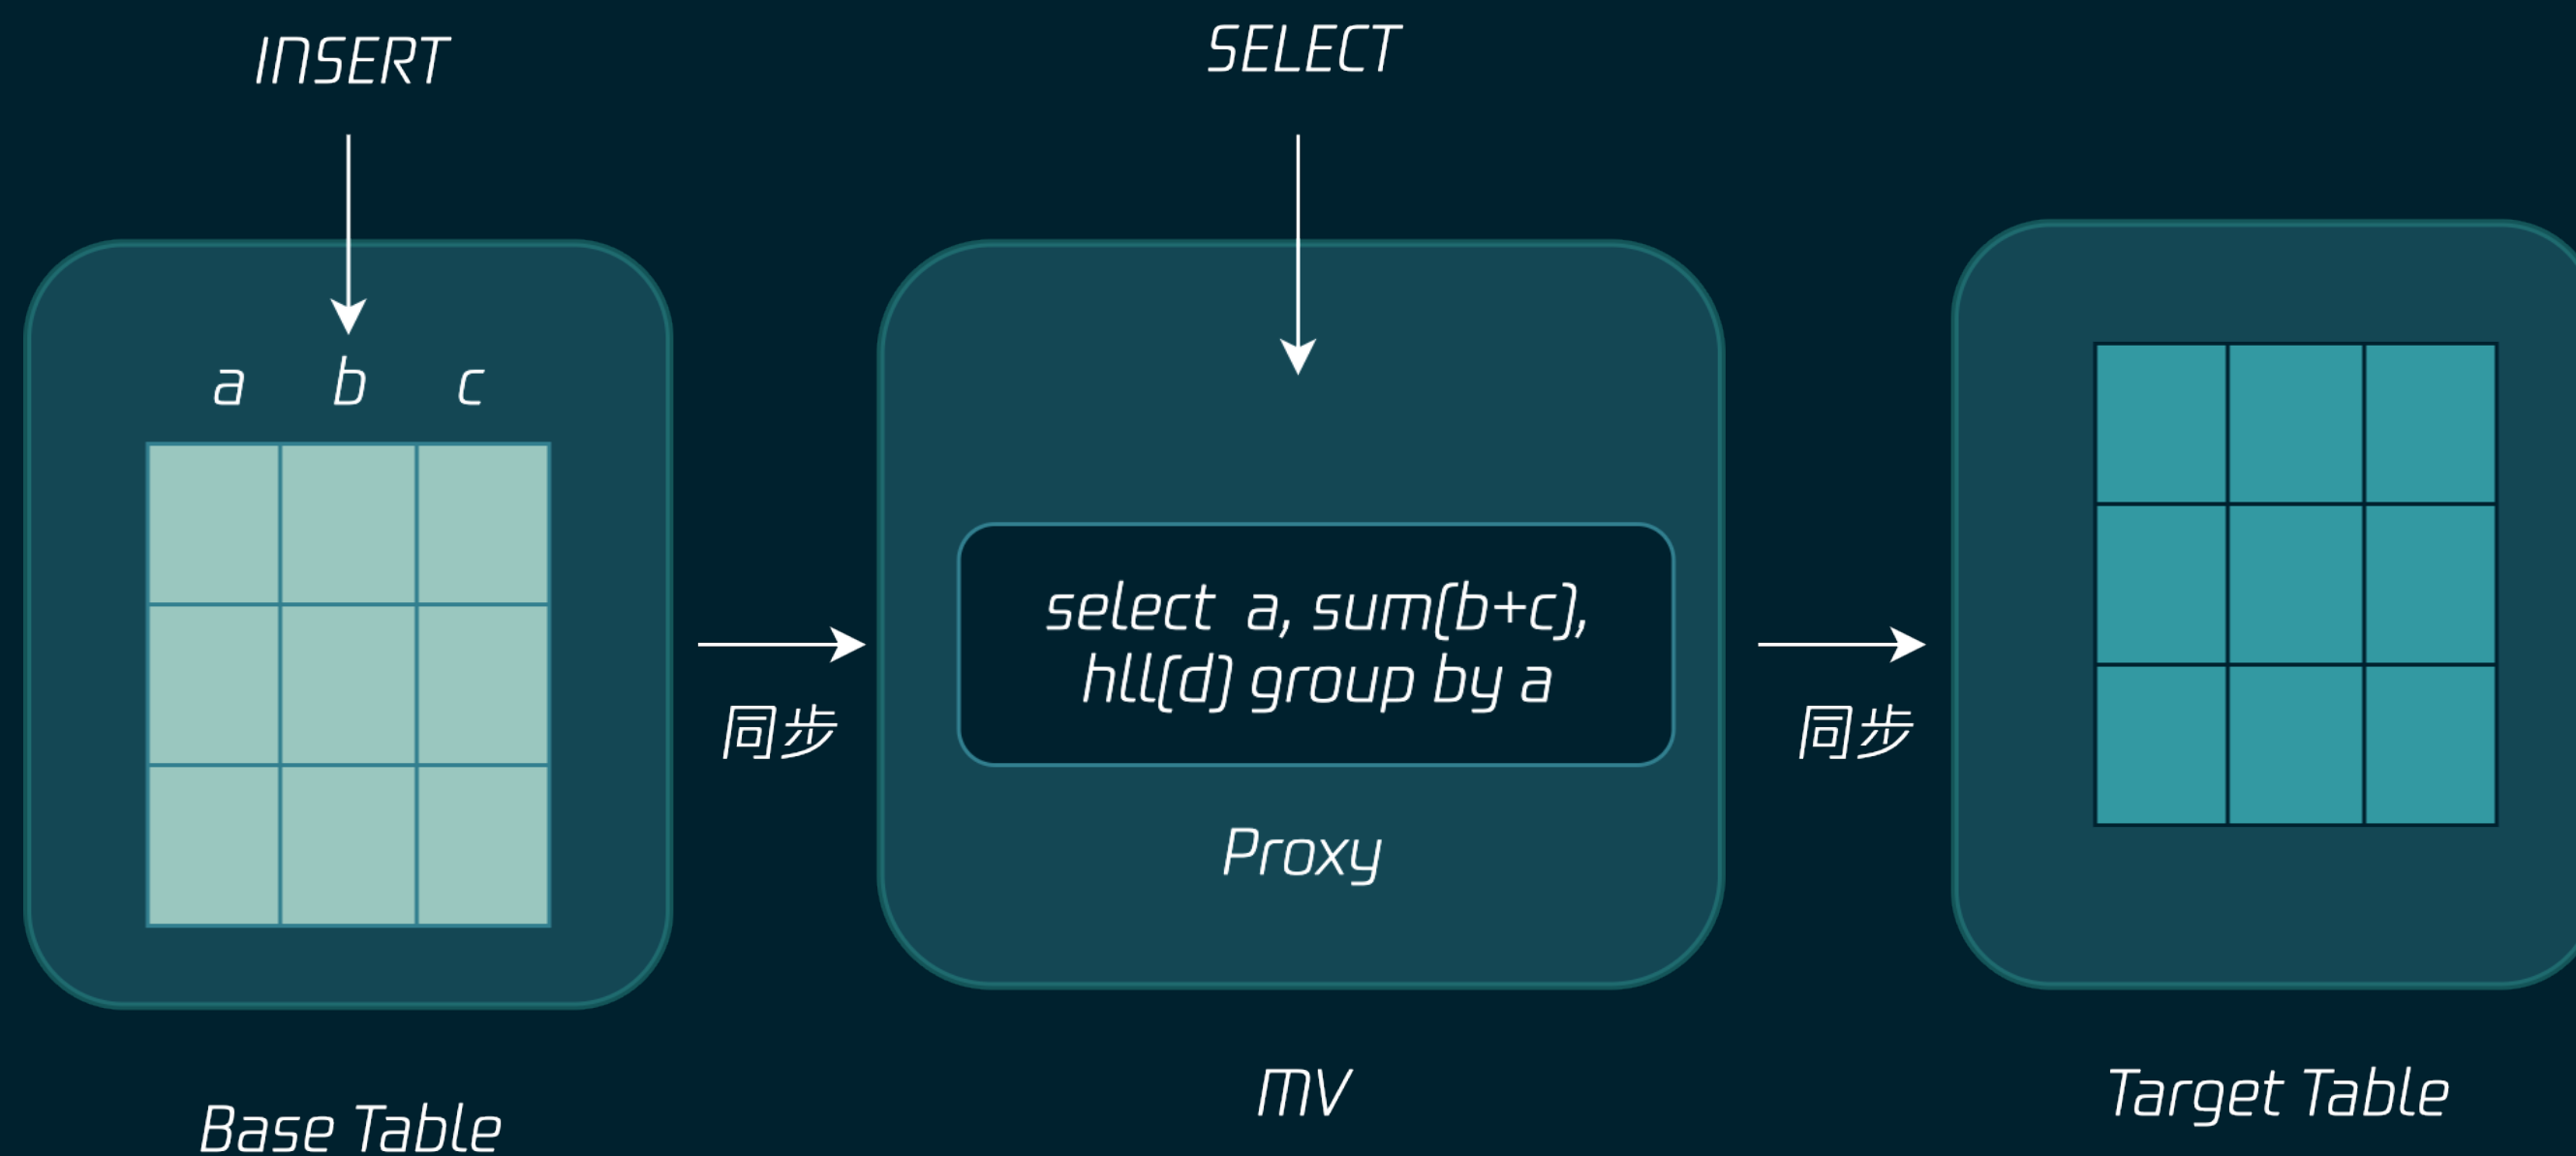 INSERT
SELECT
a b c
select a, sum(b+c),
hll(d) group by a
同步
同步
Proxy
Base Table
MV
Target Table